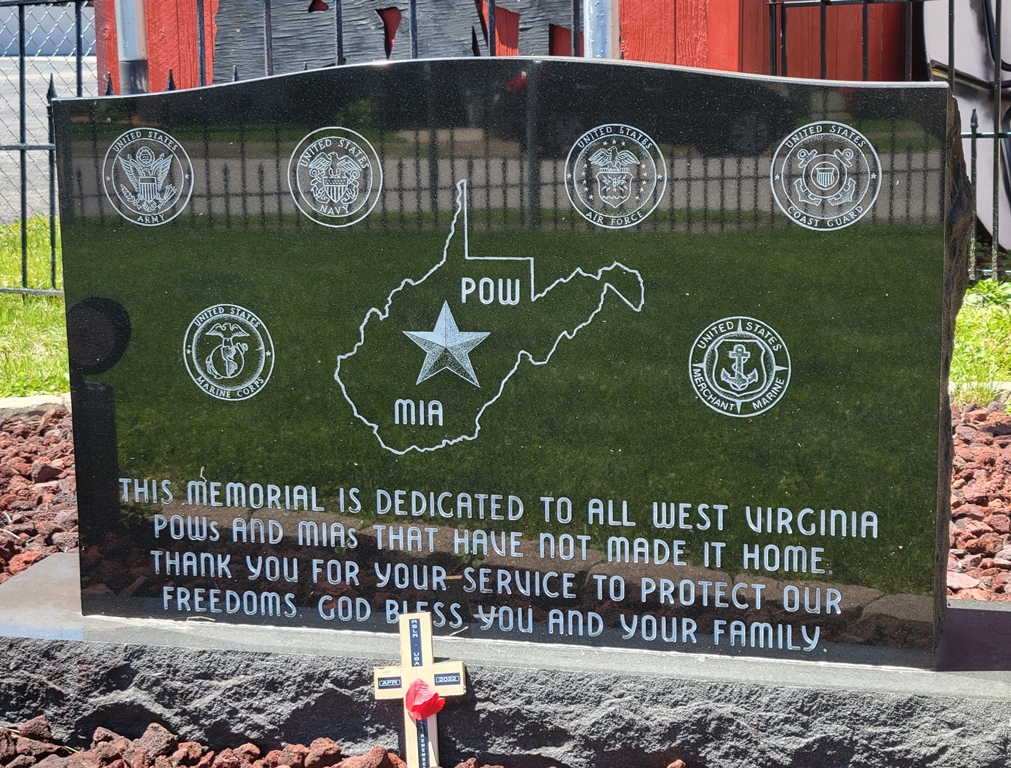 UNITED STATES
ARMY
UNITED STATES
NAVY
UNITED STATES
AIR FORCE
UNITED STATES
COAST GUARD
POW
UNITED STATES
MARINE CORPS
UNITED STATES
MERCHANT MARINE
MIA
THIS MEMORIAL IS DEDICATED TO ALL WEST VIRGINIA
POWs AND MIAs THAT HAVE NOT MADE IT HOME.
THANK YOU FOR YOUR SERVICE TO PROTECT OUR
FREEDOMS. GOD BLESS YOU AND YOUR FAMILY.
USA
APR 2022